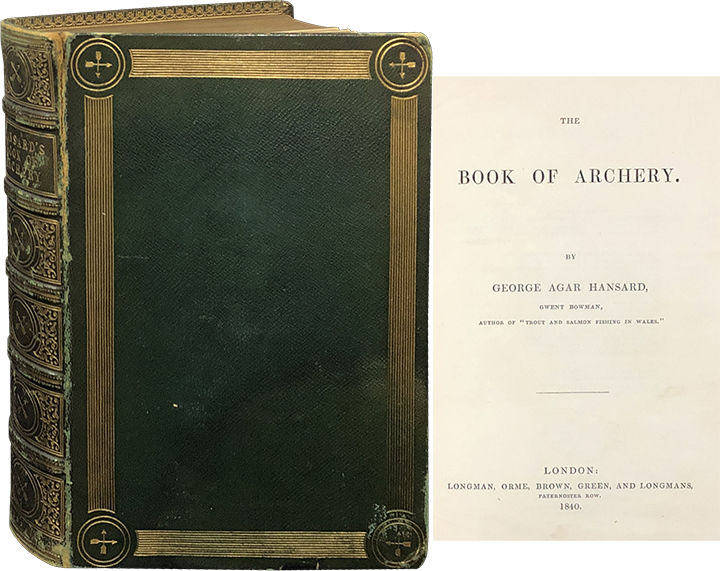 THE
BOOK OF ARCHERY.
BY
GEORGE AGAR HANSARD,
GWENT BOWMAN,
AUTHOR OF "TROUT AND SALMON FISHING IN WALES."
LONDON:
LONGMAN, ORME, BROWN, GREEN, AND LONGMANS,
PATERNOSTER ROW.
1840.